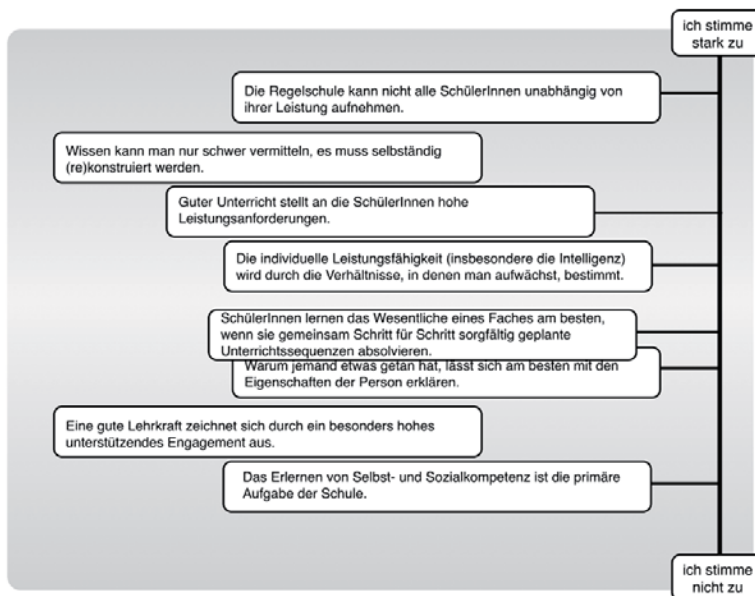 ich stimme
stark zu
Die Regelschule kann nicht alle SchülerInnen unabhängig von
ihrer Leistung aufnehmen.
Wissen kann man nur schwer vermitteln, es muss selbständig
(re)konstruiert werden.
Guter Unterricht stellt an die SchülerInnen hohe
Leistungsanforderungen.
Die individuelle Leistungsfähigkeit (insbesondere die Intelligenz)
wird durch die Verhältnisse, in denen man aufwächst, bestimmt.
SchülerInnen lernen das Wesentliche eines Faches am besten,
wenn sie gemeinsam Schritt für Schritt sorgfältig geplante
Unterrichtssequenzen absolvieren.
Warum jemand etwas getan hat, lässt sich am besten mit den
Eigenschaften der Person erklären.
Eine gute Lehrkraft zeichnet sich durch ein besonders hohes
unterstützendes Engagement aus.
Das Erlernen von Selbst- und Sozialkompetenz ist die primäre
Aufgabe der Schule.
ich stimme
nicht zu